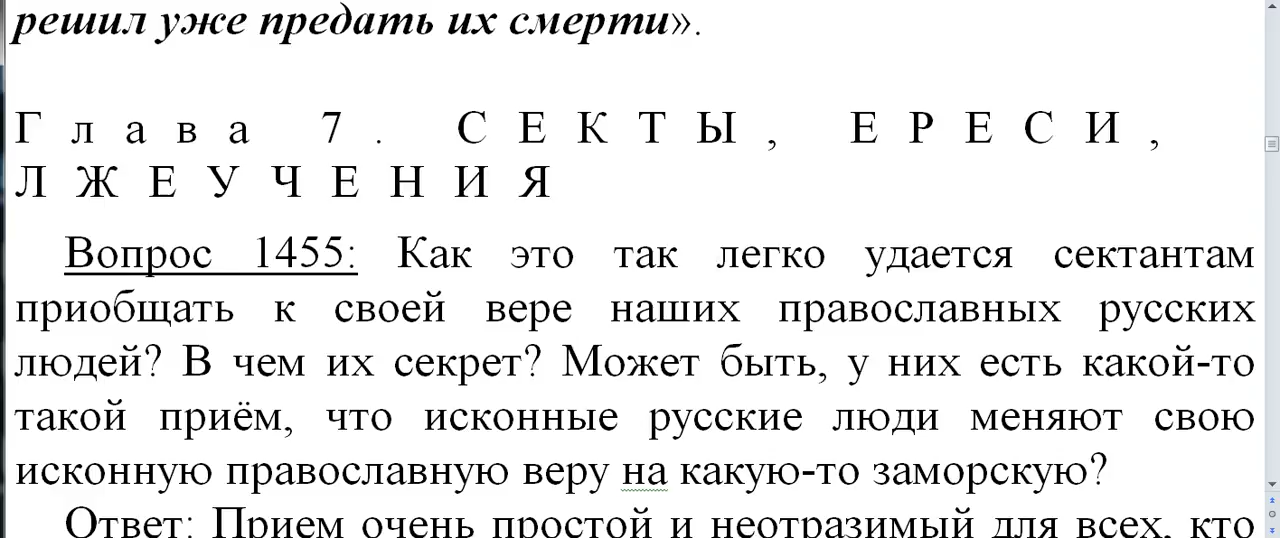 решил уже предать их смерти».
Глава 7. СЕКТЫ, ЕРЕСИ,
ЛЖЕУЧЕНИЯ
Вопрос 1455: Как это так легко удается сектантам
приобщать к своей вере наших православных русских
людей? В чем их секрет? Может быть, у них есть какой-то
такой приём, что исконные русские люди меняют свою
исконную православную веру на какую-то заморскую?
Ответ: Прием очень простой и неотразимый для всех, кто